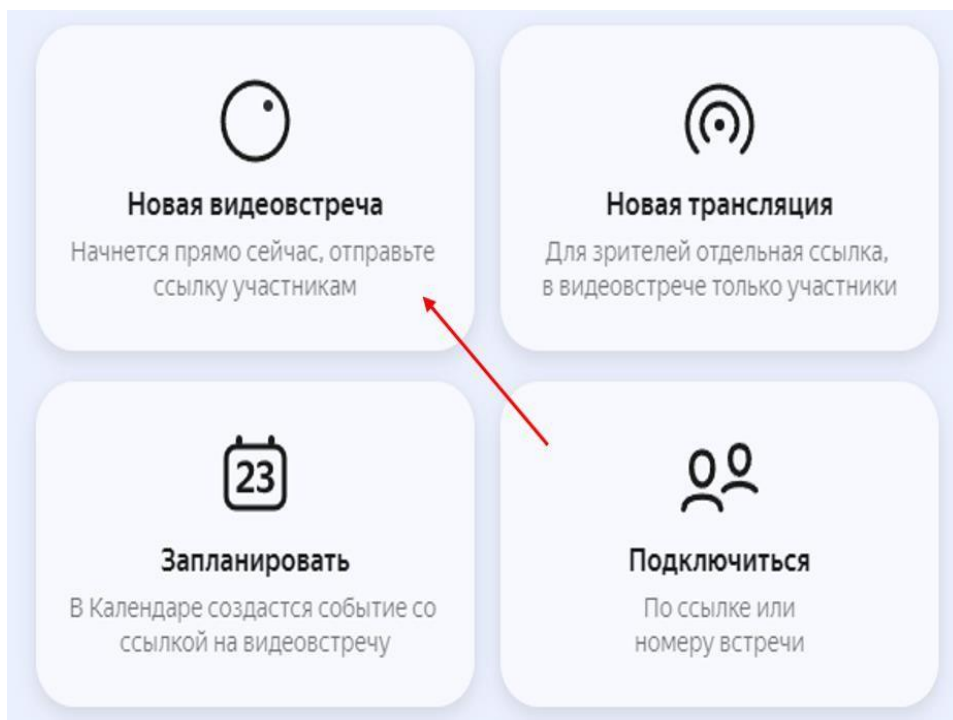 Новая видеовстреча
Начнется прямо сейчас, отправьте
ссылку участникам
Новая трансляция
Для зрителей отдельная ссылка,
в видеовстрече только участники
23
Запланировать
В Календаре создастся событие со
ссылкой на видеовстречу
Подключиться
По ссылке или
номеру встречи